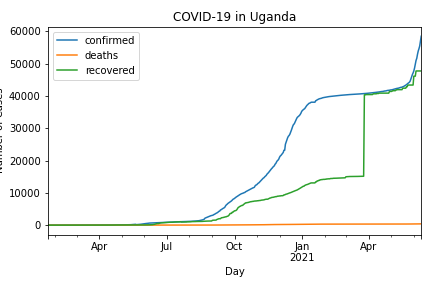 COVID-19 in Uganda
60000
50000
40000
30000
20000
10000
0
confirmed
deaths
recovered
Apr
Jul
Oct
Jan
2021
Apr
Day